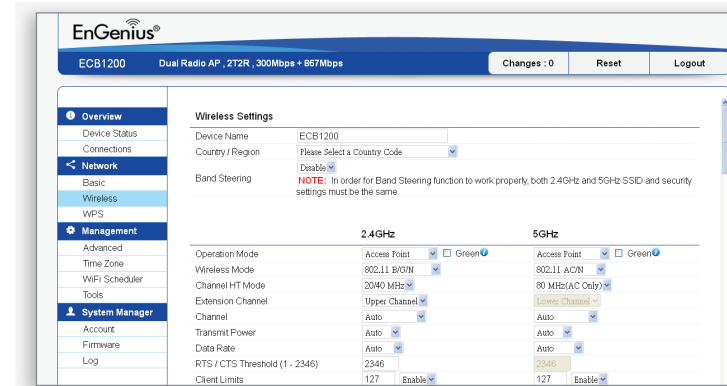 EnGenius®
ECB1200 Dual Radio AP , 2T2R , 300Mbps + 867Mbps Changes : 0 Reset Logout
Overview
Device Status
Connections
Network
Basic
Wireless
WPS
Management
Advanced
Time Zone
WiFi Scheduler
Tools
System Manager
Account
Firmware
Log
Wireless Settings
Device Name ECB1200
Country / Region Please Select a Country Code
Band Steering Disable
NOTE: In order for Band Steering function to work properly, both 2.4GHz and 5GHz SSID and security
settings must be the same.
2.4GHz 5GHz
Operation Mode Access Point Green Access Point Green
Wireless Mode 802.11 B/G/N 802.11 AC/N
Channel HT Mode 20/40 MHz 80 MHz(AC Only)
Extension Channel Upper Channel Lower Channel
Channel Auto Auto
Transmit Power Auto Auto
Data Rate Auto Auto
RTS / CTS Threshold (1 - 2346) 2346 2346
Client Limits 127 Enable 127 Enable